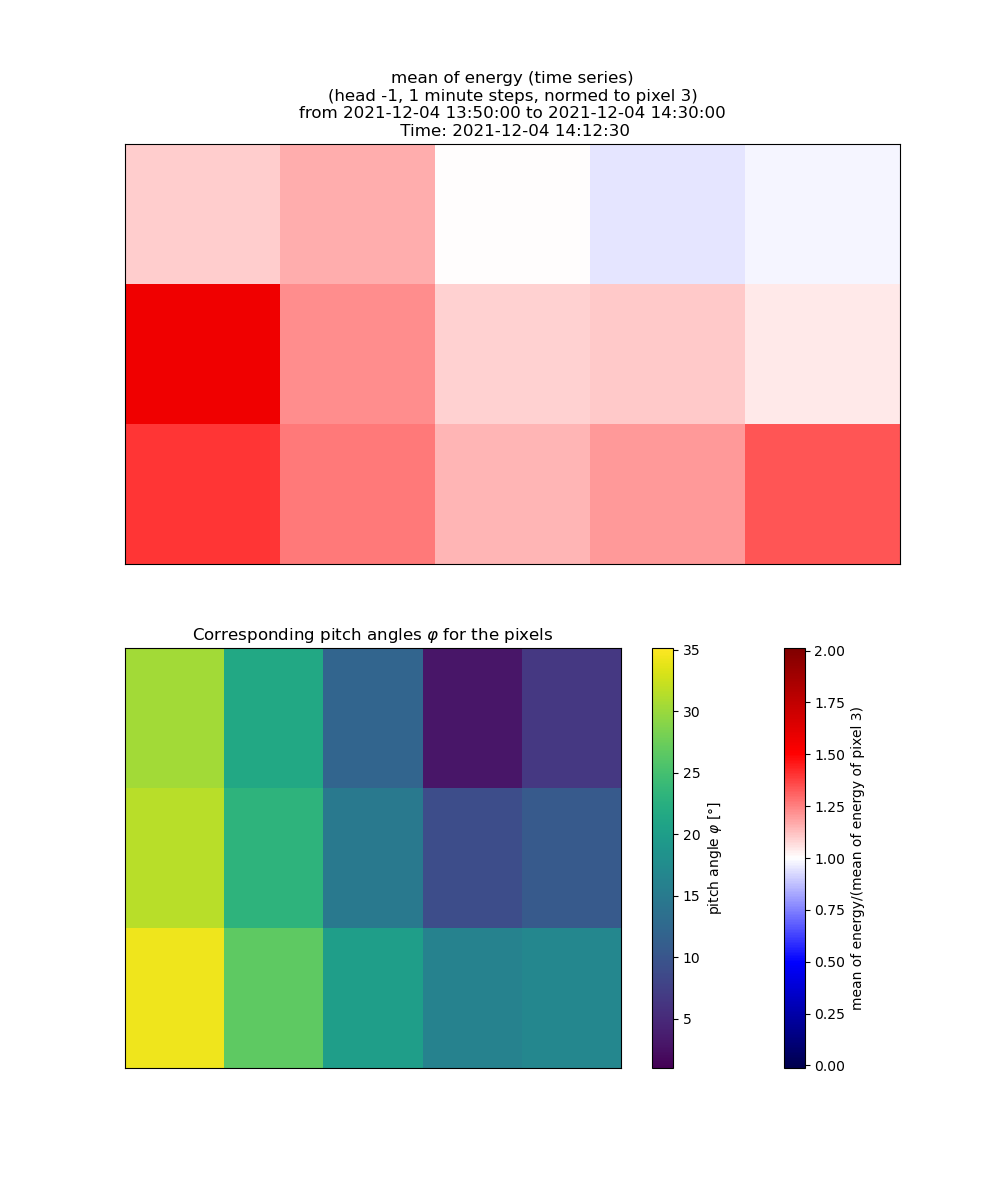 mean of energy (time series)
(head -1, 1 minute steps, normed to pixel 3)
from 2021-12-04 13:50:00 to 2021-12-04 14:30:00
Time: 2021-12-04 14:12:30
Corresponding pitch angles φ for the pixels
35
30
25
20
15
10
5
pitch angle φ [°]
2.00
1.75
1.50
1.25
1.00
0.75
0.50
0.25
0.00
mean of energy/(mean of energy of pixel 3)